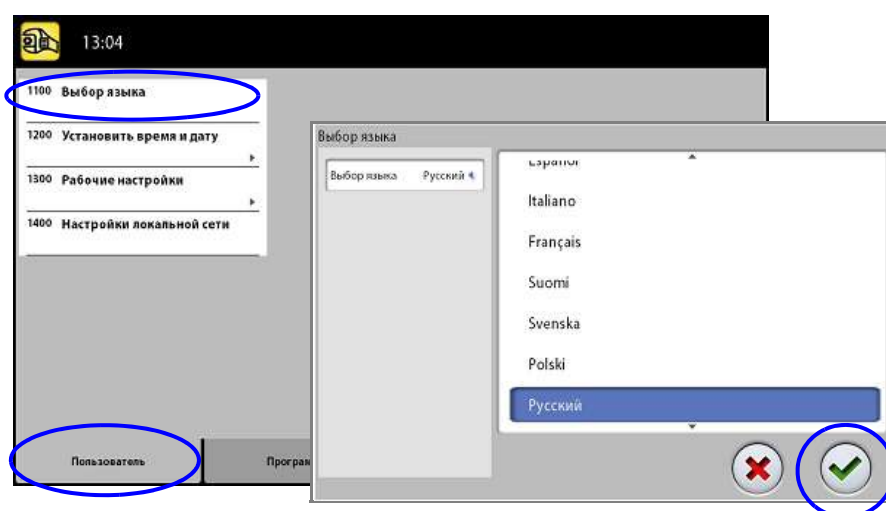 13:04
1100 Выбор языка
1200 Установить время и дату
1300 Рабочие настройки
1400 Настройки локальной сети
Пользователь
Выбор языка
Выбор языка Русский
Español
Italiano
Français
Suomi
Svenska
Polski
Русский